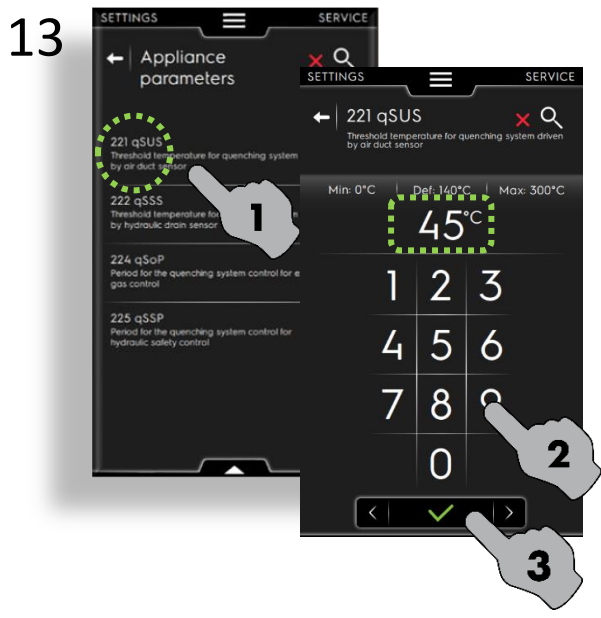 13
SETTINGS SERVICE
Appliance
parameters
221 qSUS
Threshold temperature for quenching system
by air duct sensor
1
222 qSSS
Threshold temperature for
by hydraulic drain sensor
224 qSoP
Period for the quenching system control for e
gas control
225 qSSP
Period for the quenching system control for
hydraulic safety control
SETTINGS SERVICE
221 qSUS
Threshold temperature for quenching system driven
by air duct sensor
Min: 0°C Def: 140°C Max: 300°C
45°C
1 2 3
4 5 6
7 8 9
0
2
3